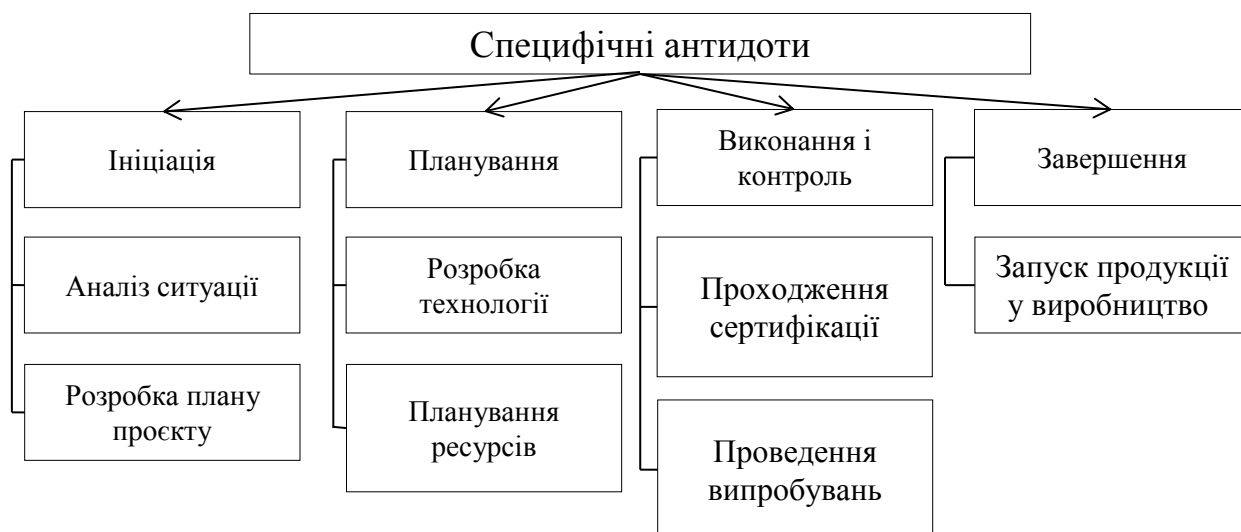 Специфічні антидоти
Ініціація
Планування
Виконання і
контроль
Завершення
Аналіз ситуації
Розробка
технології
Проходження
сертифікації
Запуск продукції
у виробництво
Розробка плану
проєкту
Планування
ресурсів
Проведення
випробувань